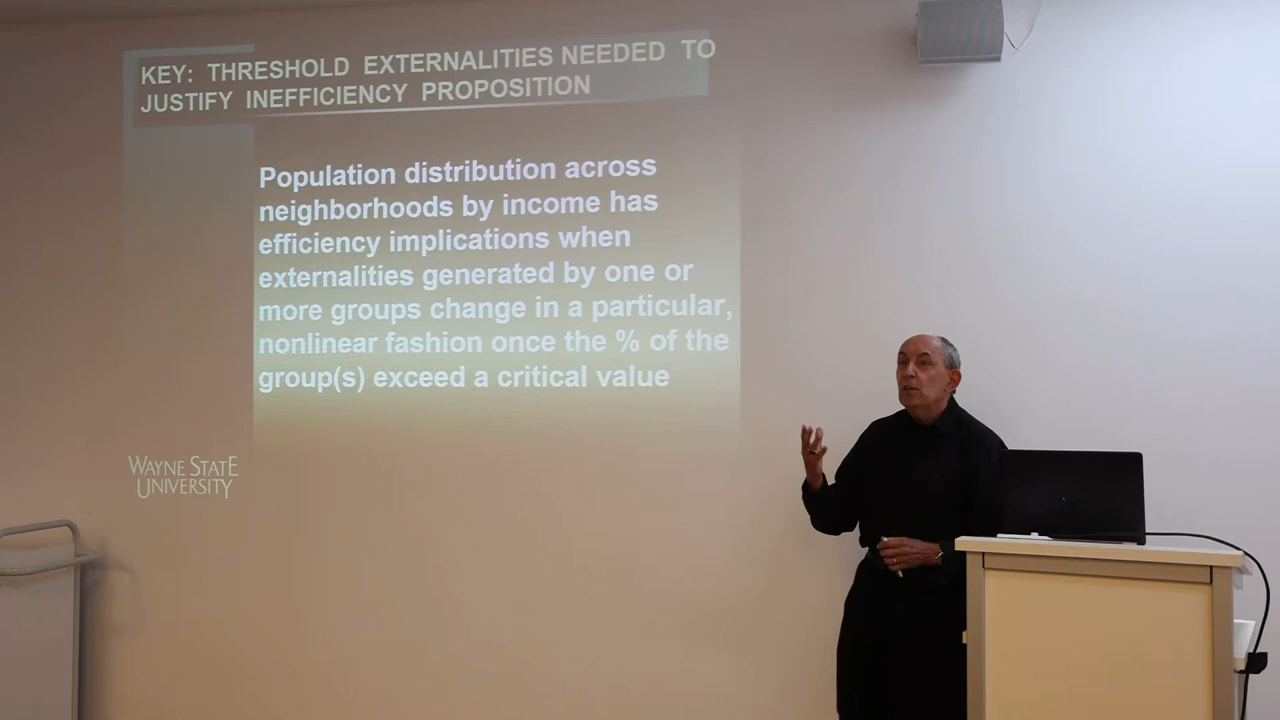 KEY: THRESHOLD EXTERNALITIES NEEDED TO
JUSTIFY INEFFICIENCY PROPOSITION
Population distribution across
neighborhoods by income has
efficiency implications when
externalities generated by one or
more groups change in a particular,
nonlinear fashion once the % of the
group(s) exceed a critical value
WAYNE STATE
UNIVERSITY